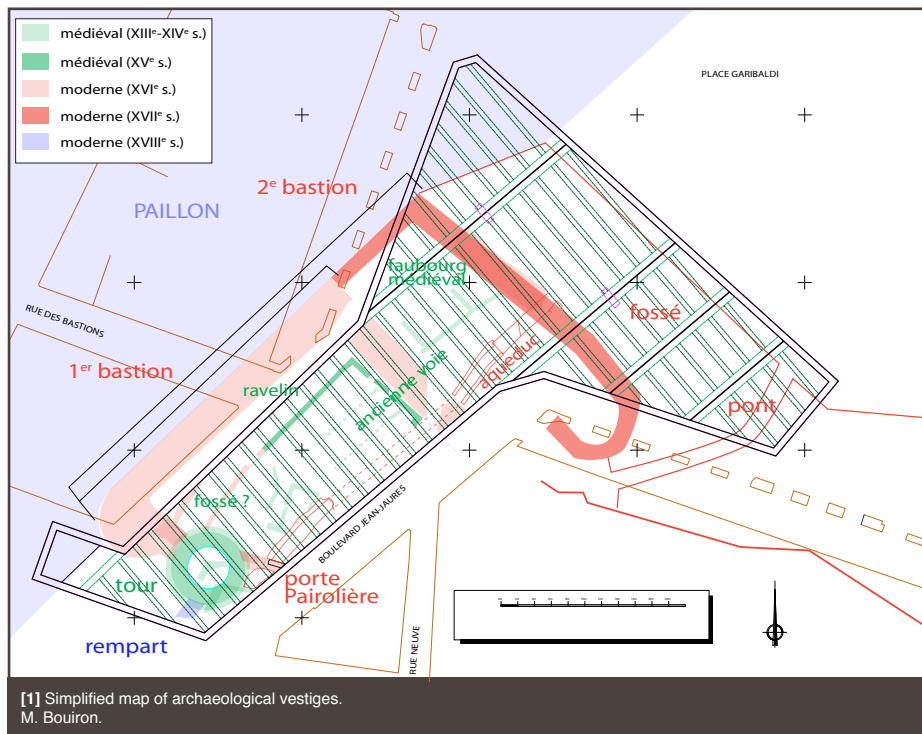 médiéval (XIIIᵉ-XIVᵉ s.)
médiéval (XVᵉ s.)
moderne (XVIᵉ s.)
moderne (XVIIᵉ s.)
moderne (XVIIIᵉ s.)
PLACE GARIBALDI
2ᵉ bastion
PAILLON
faubourg
médiéval
fossé
RUE DES BASTIONS
aqueduc
1ᵉʳ bastion
ancienne voie
ravelin
pont
fossé ?
BOULEVARD JEAN-JAURES
tour
porte
Pairolière
rempart
RUE NEUVE
[1] Simplified map of archaeological vestiges.
M. Bouiron.